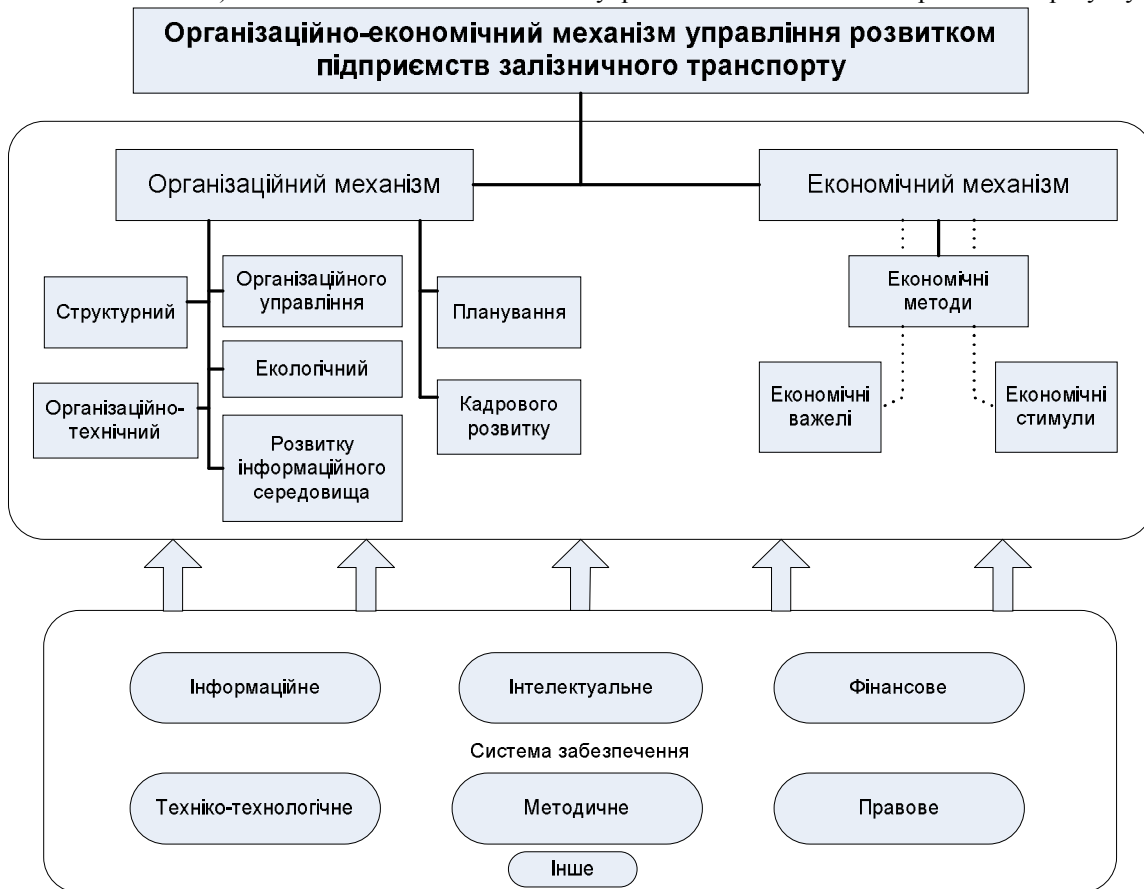 Організаційно-економічний механізм управління розвитком
підприємств залізничного транспорту
Організаційний механізм
Економічний механізм
Структурний
Організаційного
управління
Планування
Економічні
методи
Екологічний
Організаційно-
технічний
Кадрового
розвитку
Розвитку
інформаційного
середовища
Економічні
важелі
Економічні
стимули
Інформаційне
Інтелектуальне
Фінансове
Система забезпечення
Техніко-технологічне
Методичне
Правове
Інше